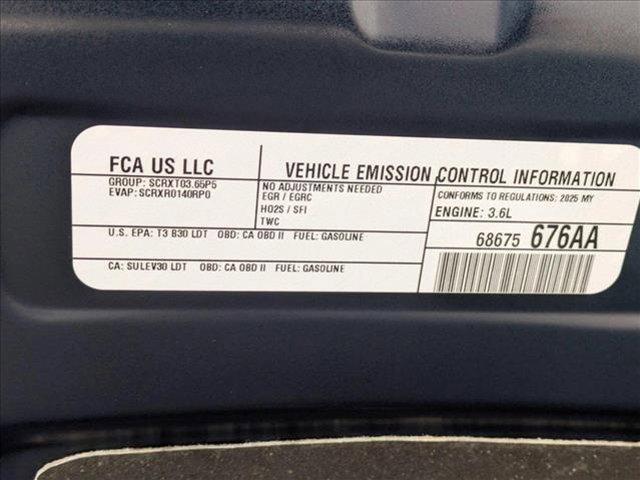 FCA US LLC
GROUP: SCRXT03.65P5
EVAP: SCRXR0140RP0
VEHICLE EMISSION CONTROL INFORMATION
NO ADJUSTMENTS NEEDED
EGR / EGRC
HO2S / SFI
TWC
CONFORMS TO REGULATIONS: 2025 MY
ENGINE: 3.6L
U.S. EPA: T3 B30 LDT OBD: CA OBD II FUEL: GASOLINE
68675 676AA
CA: SULEV30 LDT OBD: CA OBD II FUEL: GASOLINE